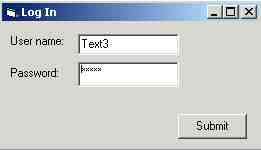 Log In
User name: Text3
Password: *****
Submit